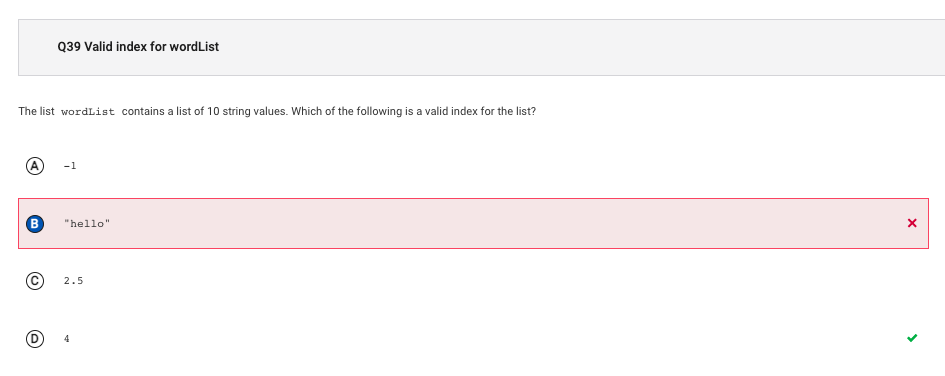 Q39 Valid index for wordList
The list wordList contains a list of 10 string values. Which of the following is a valid index for the list?
A -1
B "hello"
C 2.5
D 4